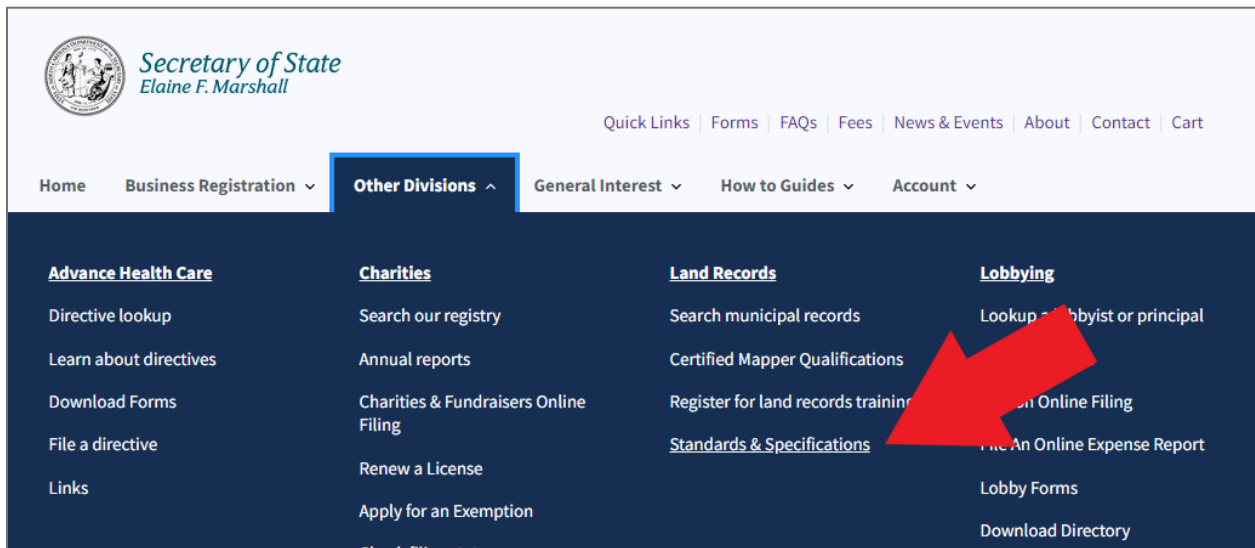 Secretary of State
Elaine F. Marshall
Quick Links | Forms | FAQs | Fees | News & Events | About | Contact | Cart
Home Business Registration Other Divisions General Interest How to Guides Account
Advance Health Care
Directive lookup
Learn about directives
Download Forms
File a directive
Links
Charities
Search our registry
Annual reports
Charities & Fundraisers Online
Filing
Renew a License
Apply for an Exemption
Land Records
Search municipal records
Certified Mapper Qualifications
Register for land records training
Standards & Specifications
Lobbying
Lookup a lobbyist or principal
Online Filing
File An Online Expense Report
Lobby Forms
Download Directory